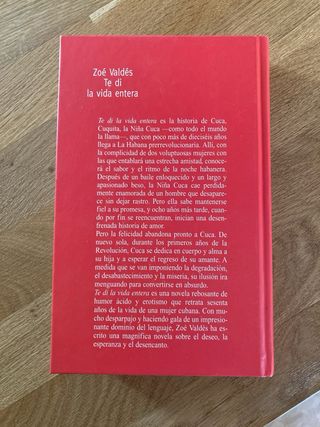 Zoé Valdés
Te di
la vida entera
Te di la vida entera es la historia de Cuca,
Cuquita, la Niña Cuca —como todo el mundo
la llama—, que con poco más de dieciséis años
llega a La Habana prerrevolucionaria. Allí, con
la complicidad de dos voluptuosas mujeres con
las que entablará una estrecha amistad, conoce-
rá el sabor y el ritmo de la noche habanera.
Después de un baile enloquecido y un largo y
apasionado beso, la Niña Cuca cae perdida-
mente enamorada de un hombre que desapare-
ce sin dejar rastro. Pero ella sabe mantenerse
fiel a su promesa, y ocho años más tarde, cuan-
do por fin se reencuentran, inician una desen-
frenada historia de amor.
Pero la felicidad abandona pronto a Cuca. De
nuevo sola, durante los primeros años de la
Revolución, Cuca se dedica en cuerpo y alma a
su hija y a esperar el regreso de su amante. A
medida que se van imponiendo la degradación,
el desabastecimiento y la miseria, su ilusión ira
menguando para convertirse en absurdo.
Te di la vida entera es una novela rebosante de
humor ácido y erotismo que retrata sesenta
años de la vida de una mujer cubana. Con mu-
cho desparpajo y haciendo gala de un impresio-
nante dominio del lenguaje, Zoé Valdés ha es-
crito una magnífica novela sobre el deseo, la
esperanza y el desencanto.